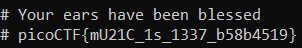 # Your ears have been blessed
# picoCTF{mU21C_1s_1337_b58b4519}